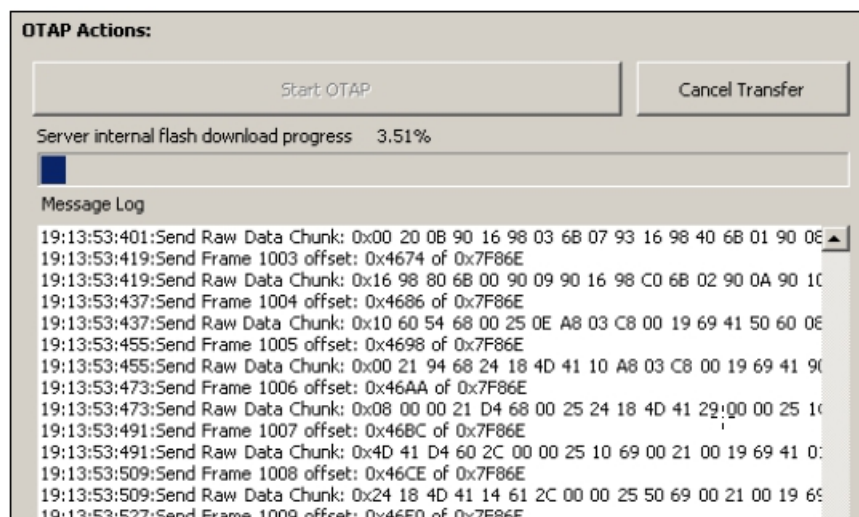 OTAP Actions:
Start OTAP
Cancel Transfer
Server internal flash download progress 3.51%
Message Log
19:13:53:401:Send Raw Data Chunk: 0x00 20 0B 90 16 98 03 6B 07 93 16 98 40 6B 01 90 08
19:13:53:419:Send Frame 1003 offset: 0x4674 of 0x7F86E
19:13:53:419:Send Raw Data Chunk: 0x16 98 80 6B 00 90 09 90 16 98 C0 6B 02 90 0A 90
19:13:53:437:Send Frame 1004 offset: 0x4686 of 0x7F86E
19:13:53:437:Send Raw Data Chunk: 0x10 60 54 68 00 25 0E A8 03 C8 00 19 69 41 50 60
19:13:53:455:Send Frame 1005 offset: 0x4698 of 0x7F86E
19:13:53:455:Send Raw Data Chunk: 0x00 21 94 68 24 18 4D 41 10 A8 03 C8 00 19 69 41
19:13:53:473:Send Frame 1006 offset: 0x46AA of 0x7F86E
19:13:53:473:Send Raw Data Chunk: 0x08 00 00 21 D4 68 00 25 24 18 4D 41 29 00 00 25
19:13:53:491:Send Frame 1007 offset: 0x46BC of 0x7F86E
19:13:53:491:Send Raw Data Chunk: 0x4D 41 D4 60 2C 00 00 25 10 69 00 21 00 19 69 41
19:13:53:509:Send Frame 1008 offset: 0x46CE of 0x7F86E
19:13:53:509:Send Raw Data Chunk: 0x24 18 4D 41 14 61 2C 00 00 25 50 69 00 21 00 19
19:13:53:527:Send Frame 1009 offset: 0x46E0 of 0x7F86E